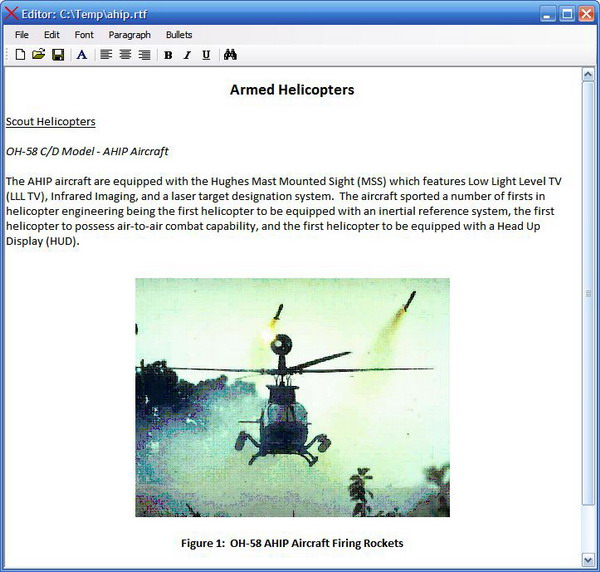 Editor: C:\Temp\ahip.rtf
File Edit Font Paragraph Bullets
A B I U
Armed Helicopters
Scout Helicopters
OH-58 C/D Model - AHIP Aircraft
The AHIP aircraft are equipped with the Hughes Mast Mounted Sight (MSS) which features Low Light Level TV
(LLL TV), Infrared Imaging, and a laser target designation system.  The aircraft sported a number of firsts in
helicopter engineering being the first helicopter to be equipped with an inertial reference system, the first
helicopter to possess air-to-air combat capability, and the first helicopter to be equipped with a Head Up
Display (HUD).
Figure 1:  OH-58 AHIP Aircraft Firing Rockets